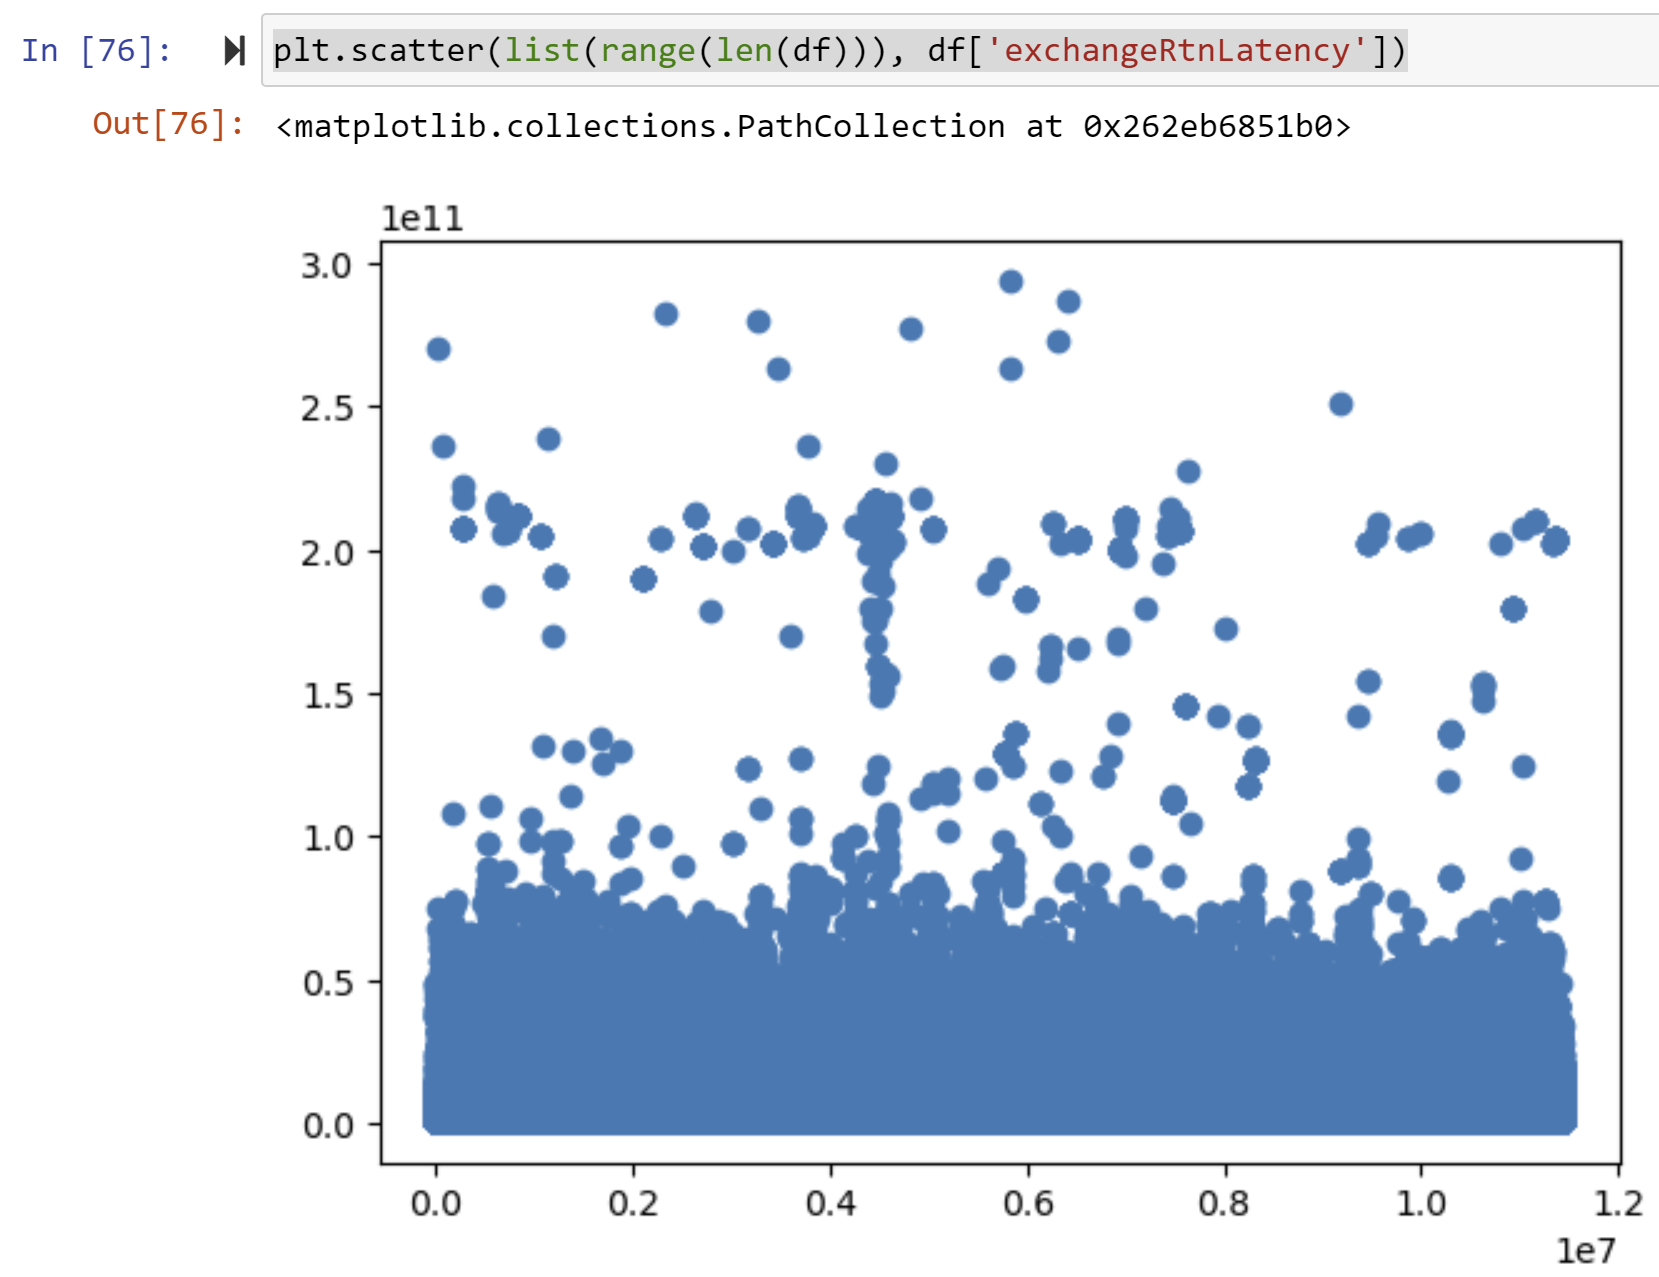 In [76]: plt.scatter(list(range(len(df))), df['exchangeRtnLatency'])
Out[76]: <matplotlib.collections.PathCollection at 0x262eb6851b0>
1e11
3.0
2.5
2.0
1.5
1.0
0.5
0.0
0.0 0.2 0.4 0.6 0.8 1.0 1.2
1e7